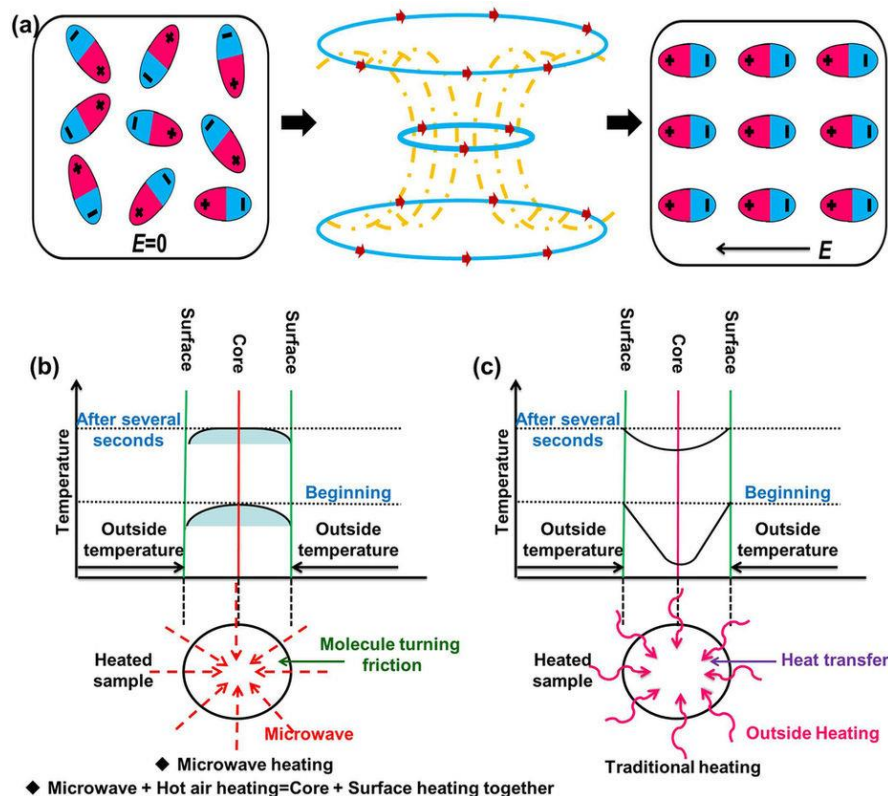 (a)
E=0
E
(b)
Surface
Core
Surface
Temperature
After several
seconds
Beginning
Outside
temperature
Outside
temperature
Heated
sample
Molecule turning
friction
Microwave
◆ Microwave heating
◆ Microwave + Hot air heating=Core + Surface heating together
(c)
Surface
Core
Surface
Temperature
After several
seconds
Beginning
Outside
temperature
Outside
temperature
Heated
sample
Heat transfer
Outside Heating
Traditional heating